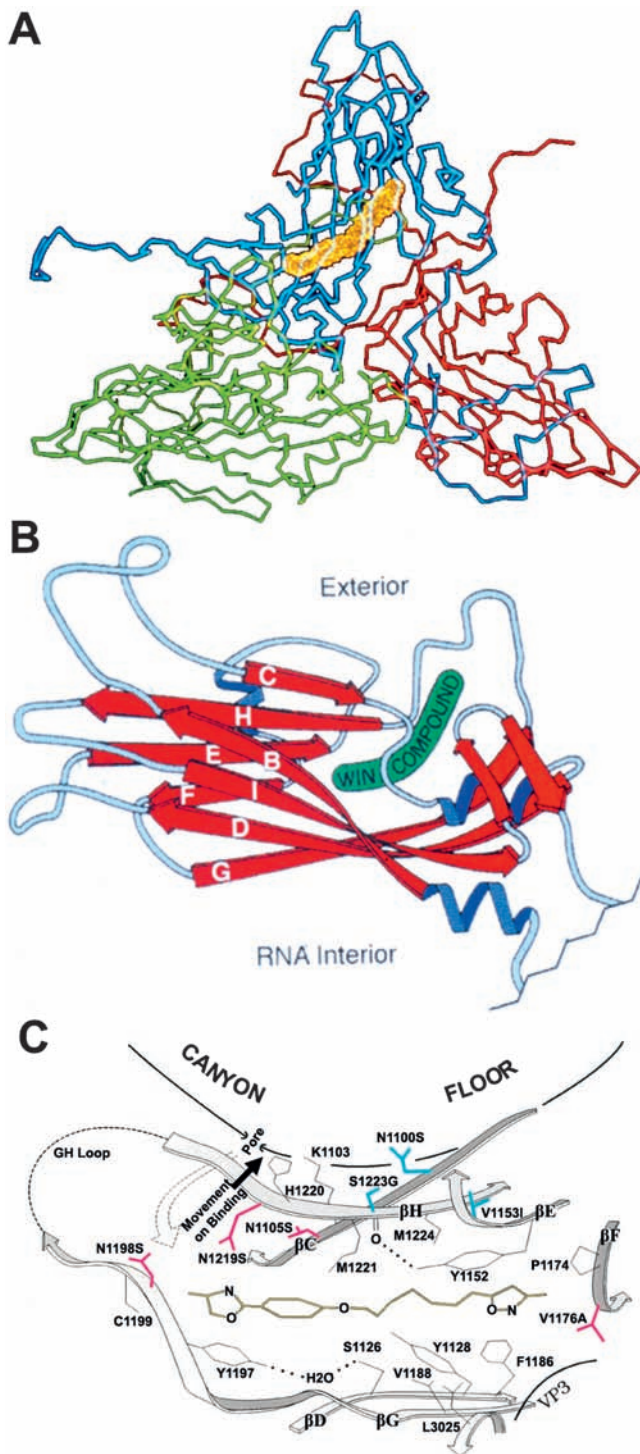 A
B
Exterior
C
H
E
B
F
I
D
G
WIN COMPOUND
RNA Interior
C
CANYON
FLOOR
GH Loop
Pore
Movement
on Binding
K1103
N1100S
H1220
S1223G
βH
V1153I
βE
N1105S
N1219S
βC
O
M1224
M1221
Y1152
P1174
βF
N1198S
C1199
N
O
O
O
N
V1176A
Y1197
H2O
S1126
Y1128
V1188
F1186
VP3
βD
βG
L3025